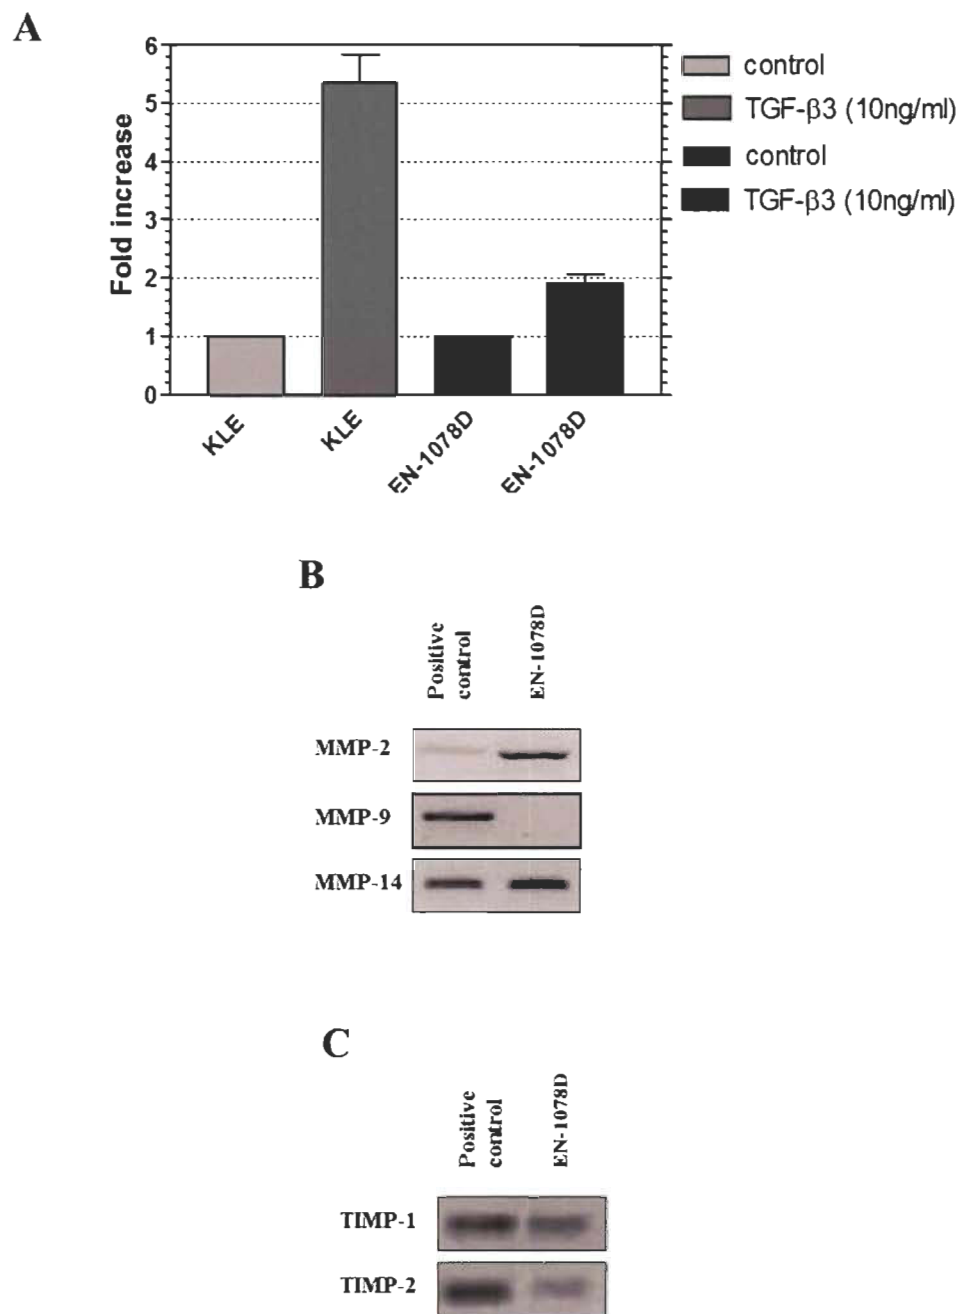 A
6
5
4
3
2
1
0
Fold increase
KLE
KLE
EN-1078D
EN-1078D
control
TGF-β3 (10ng/ml)
control
TGF-β3 (10ng/ml)
B
Positive
control
EN-1078D
MMP-2
MMP-9
MMP-14
C
Positive
control
EN-1078D
TIMP-1
TIMP-2